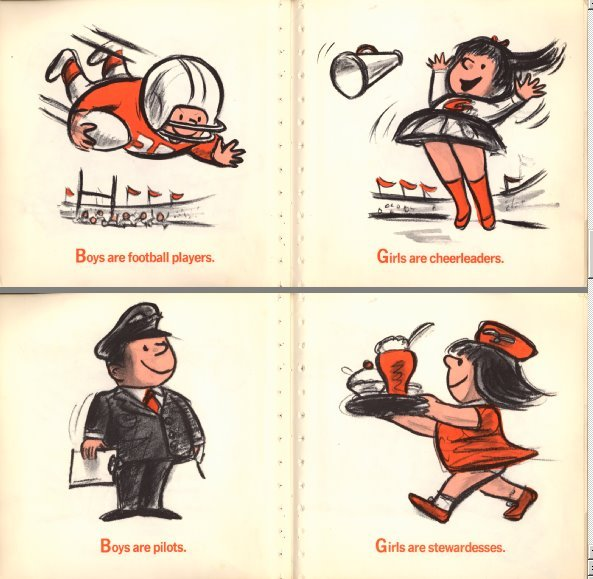 Boys are football players.
Girls are cheerleaders.
Boys are pilots.
Girls are stewardesses.